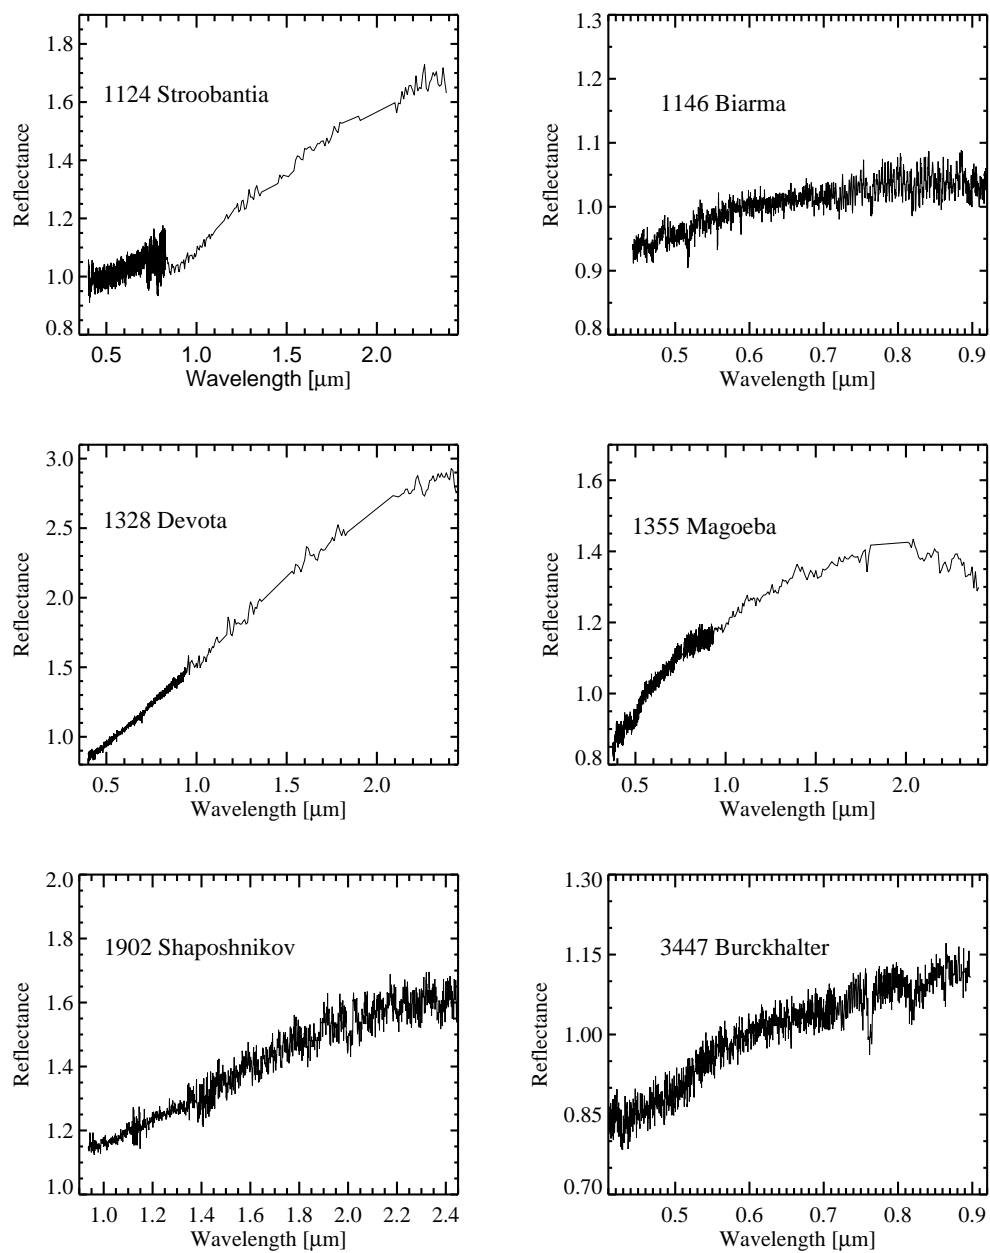 1.8
1.6
1.4
1.2
1.0
0.8
Reflectance
1124 Stroobantia
0.5 1.0 1.5 2.0
Wavelength [μm]
1.3
1.2
1.1
1.0
0.9
0.8
Reflectance
1146 Biarma
0.5 0.6 0.7 0.8 0.9
Wavelength [μm]
3.0
2.5
2.0
1.5
1.0
Reflectance
1328 Devota
0.5 1.0 1.5 2.0
Wavelength [μm]
1.6
1.4
1.2
1.0
0.8
Reflectance
1355 Magoeba
0.5 1.0 1.5 2.0
Wavelength [μm]
2.0
1.8
1.6
1.4
1.2
1.0
Reflectance
1902 Shaposhnikov
1.0 1.2 1.4 1.6 1.8 2.0 2.2 2.4
Wavelength [μm]
1.30
1.15
1.00
0.85
0.70
Reflectance
3447 Burckhalter
0.5 0.6 0.7 0.8 0.9
Wavelength [μm]